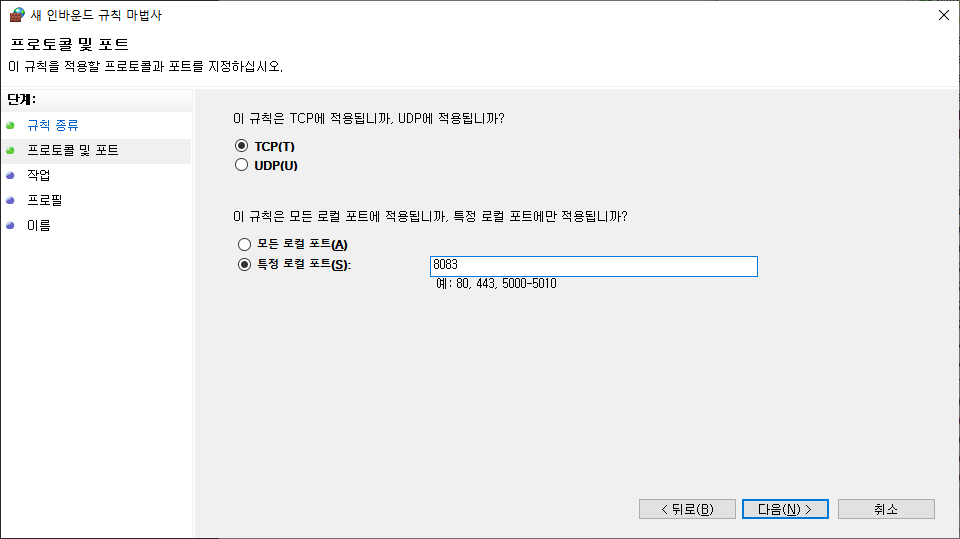 새 인바운드 규칙 마법사
프로토콜 및 포트
이 규칙을 적용할 프로토콜과 포트를 지정하십시오.
단계:
규칙 종류
프로토콜 및 포트
작업
프로필
이름
이 규칙은 TCP에 적용됩니까, UDP에 적용됩니까?
TCP(T)
UDP(U)
이 규칙은 모든 로컬 포트에 적용됩니까, 특정 로컬 포트에만 적용됩니까?
모든 로컬 포트(A)
특정 로컬 포트(S):
8083
예: 80, 443, 5000-5010
< 뒤로(B)
다음(N) >
취소